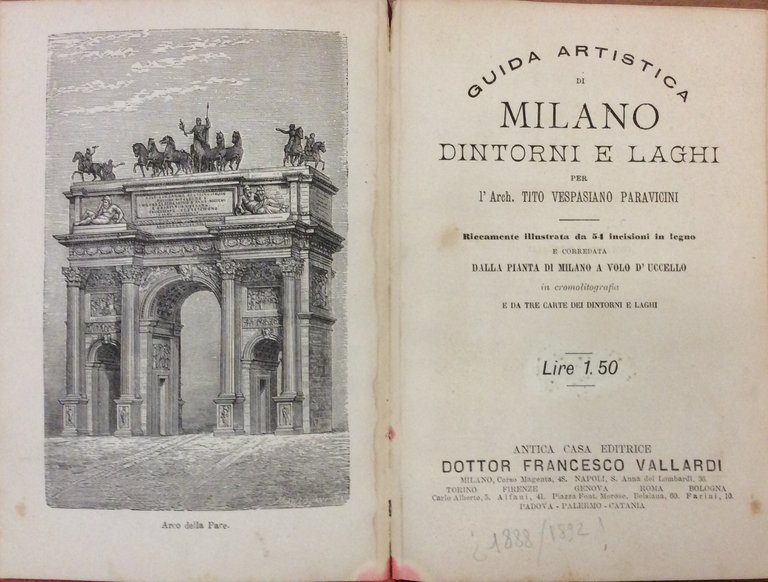 Arco della Pace.
GUIDA ARTISTICA
DI
MILANO
DINTORNI E LAGHI
PER
l'Arch. TITO VESPASIANO PARAVICINI
Riccamente illustrata da 54 incisioni in legno
E CORREDATA
DALLA PIANTA DI MILANO A VOLO D'UCCELLO
in cromolitografia
E DA TRE CARTE DEI DINTORNI E LAGHI
Lire 1.50
ANTICA CASA EDITRICE
DOTTOR FRANCESCO VALLARDI
MILANO, Corso Magenta, 48. NAPOLI, S. Anna dei Lombardi, 36.
TORINO FIRENZE GENOVA ROMA BOLOGNA
Carlo Alberto, 5. Alfani, 41. Piazza Font. Morose. Belsiana, 60. Farini, 10.
PADOVA - PALERMO - CATANIA
¿1888/1892!